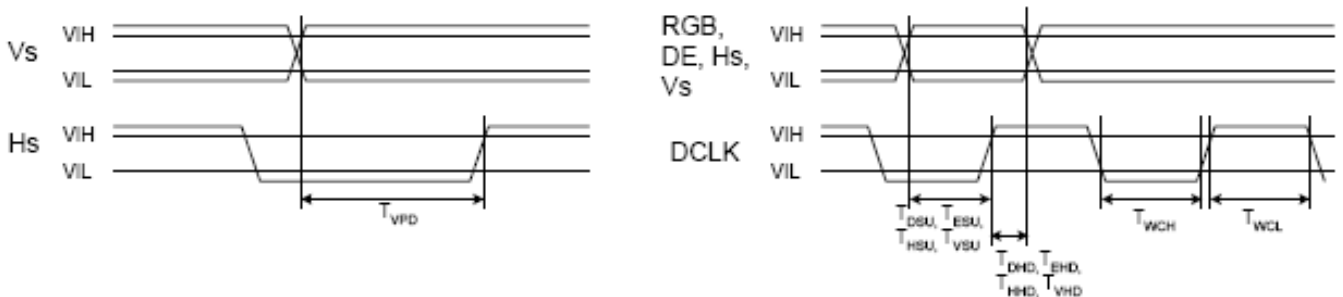 Vs
VIH
VIL
Hs
VIH
VIL
TVPD
RGB,
DE, Hs,
Vs
VIH
VIL
DCLK
VIH
VIL
TDSU, TESU,
THSU, TVSU
TDHD, TEHD,
THHD, TVHD
TWCH
TWCL